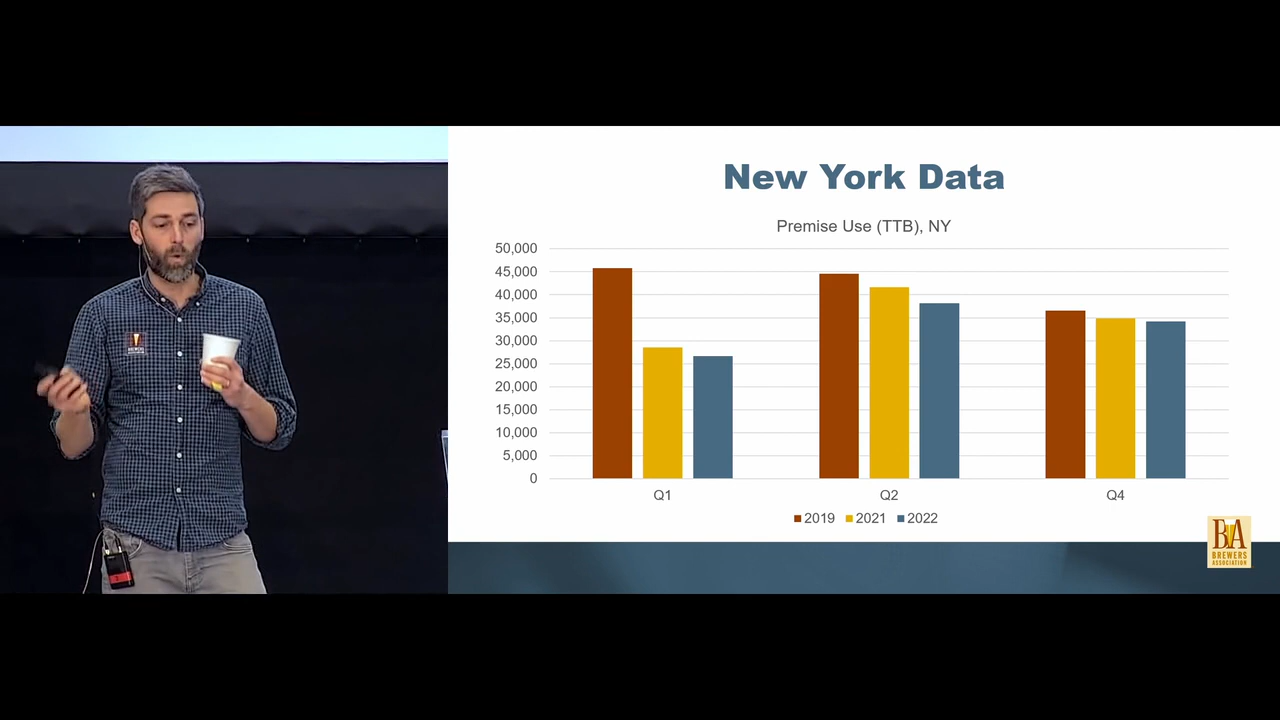 New York Data
Premise Use (TTB), NY
50,000
45,000
40,000
35,000
30,000
25,000
20,000
15,000
10,000
5,000
0
Q1 Q2 Q4
2019 2021 2022
BA
BREWERS
ASSOCIATION